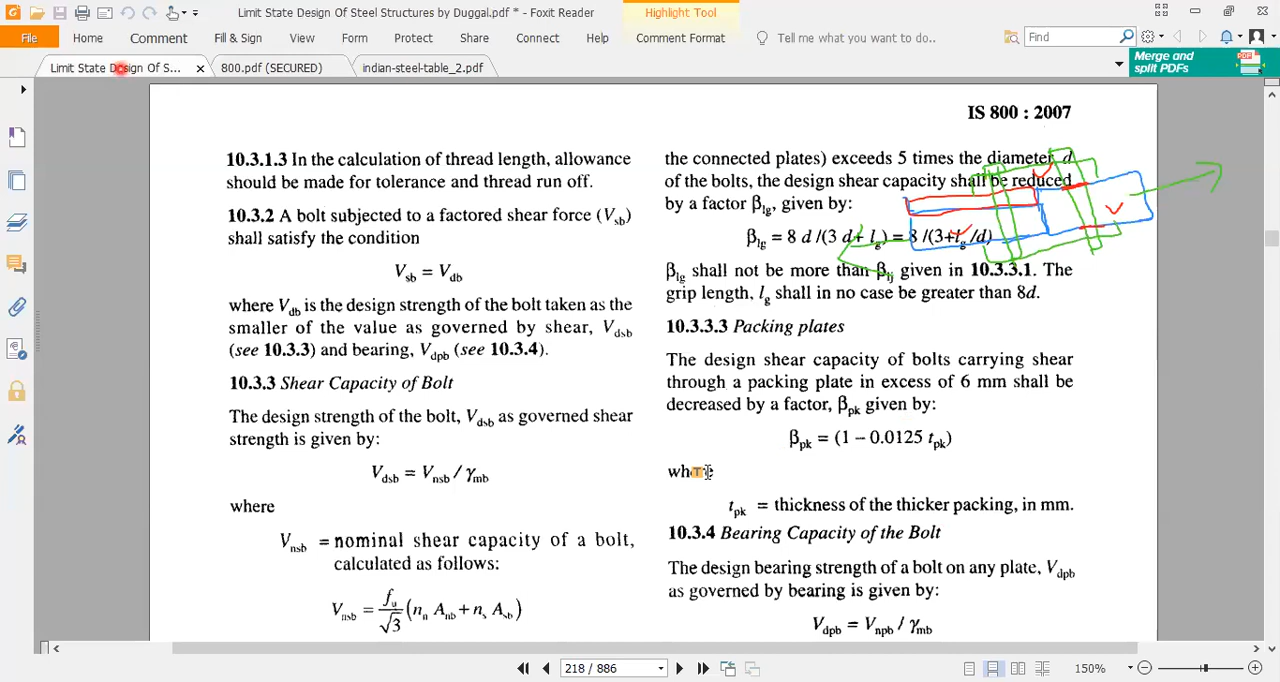 Limit State Design Of Steel Structures by Duggal.pdf * - Foxit Reader
Highlight Tool
File Home Comment Fill & Sign View Form Protect Share Connect Help Comment Format Tell me what you want to do.. Find
Limit State Design Of S... 800.pdf (SECURED) indian-steel-table_2.pdf
Merge and
split PDFs
IS 800 : 2007
10.3.1.3 In the calculation of thread length, allowance
should be made for tolerance and thread run off.
10.3.2 A bolt subjected to a factored shear force (Vsb)
shall satisfy the condition
Vsb = Vdb
where Vdb is the design strength of the bolt taken as the
smaller of the value as governed by shear, Vdsb
(see 10.3.3) and bearing, Vdpb (see 10.3.4).
10.3.3 Shear Capacity of Bolt
The design strength of the bolt, Vdsb as governed shear
strength is given by:
Vdsb = Vnsb / γmb
where
Vnsb = nominal shear capacity of a bolt,
calculated as follows:
Vnsb = fu/√3 (nn Anb + ns Asb)
the connected plates) exceeds 5 times the diameter, d
of the bolts, the design shear capacity shall be reduced
by a factor βlg, given by:
βlg = 8 d /(3 d+ lg) = 8 /(3+lg/d)
βlg shall not be more than βlj given in 10.3.3.1. The
grip length, lg shall in no case be greater than 8d.
10.3.3.3 Packing plates
The design shear capacity of bolts carrying shear
through a packing plate in excess of 6 mm shall be
decreased by a factor, βpk given by:
βpk = (1 – 0.0125 tpk)
where
tpk = thickness of the thicker packing, in mm.
10.3.4 Bearing Capacity of the Bolt
The design bearing strength of a bolt on any plate, Vdpb
as governed by bearing is given by:
Vdpb = Vnpb / γmb
218 / 886
150%